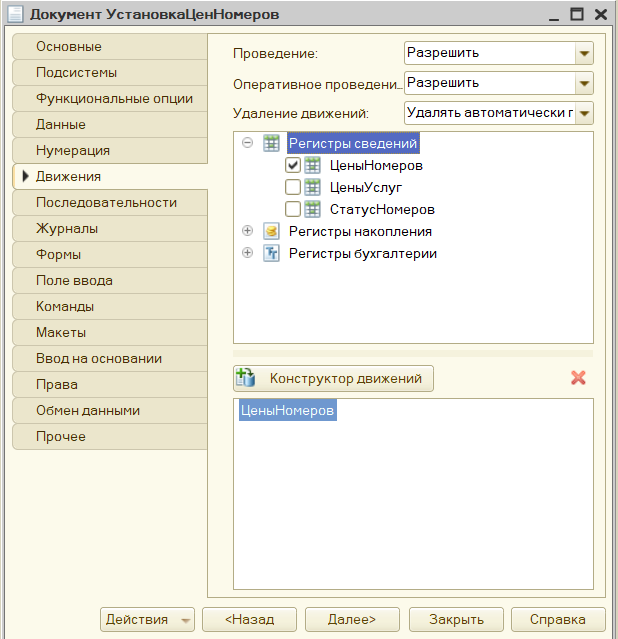 Документ УстановкаЦенНомеров
Основные
Подсистемы
Функциональные опции
Данные
Нумерация
Движения
Последовательности
Журналы
Формы
Поле ввода
Команды
Макеты
Ввод на основании
Права
Обмен данными
Прочее
Проведение: Разрешить
Оперативное проведени... Разрешить
Удаление движений: Удалять автоматически г
Регистры сведений
ЦеныНомеров
ЦеныУслуг
СтатусНомеров
Регистры накопления
Регистры бухгалтерии
Конструктор движений
ЦеныНомеров
Действия <Назад Далее> Закрыть Справка